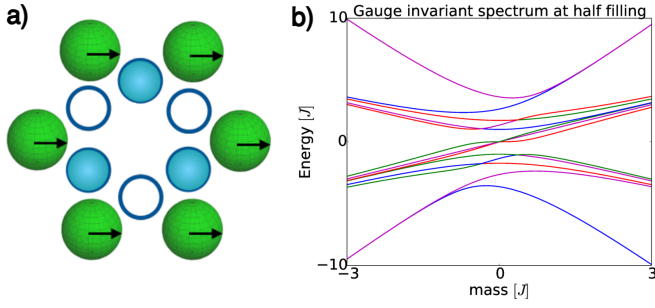 a)
b)
Gauge invariant spectrum at half filling
10
0
−10
Energy [J]
−3
0
3
mass [J]